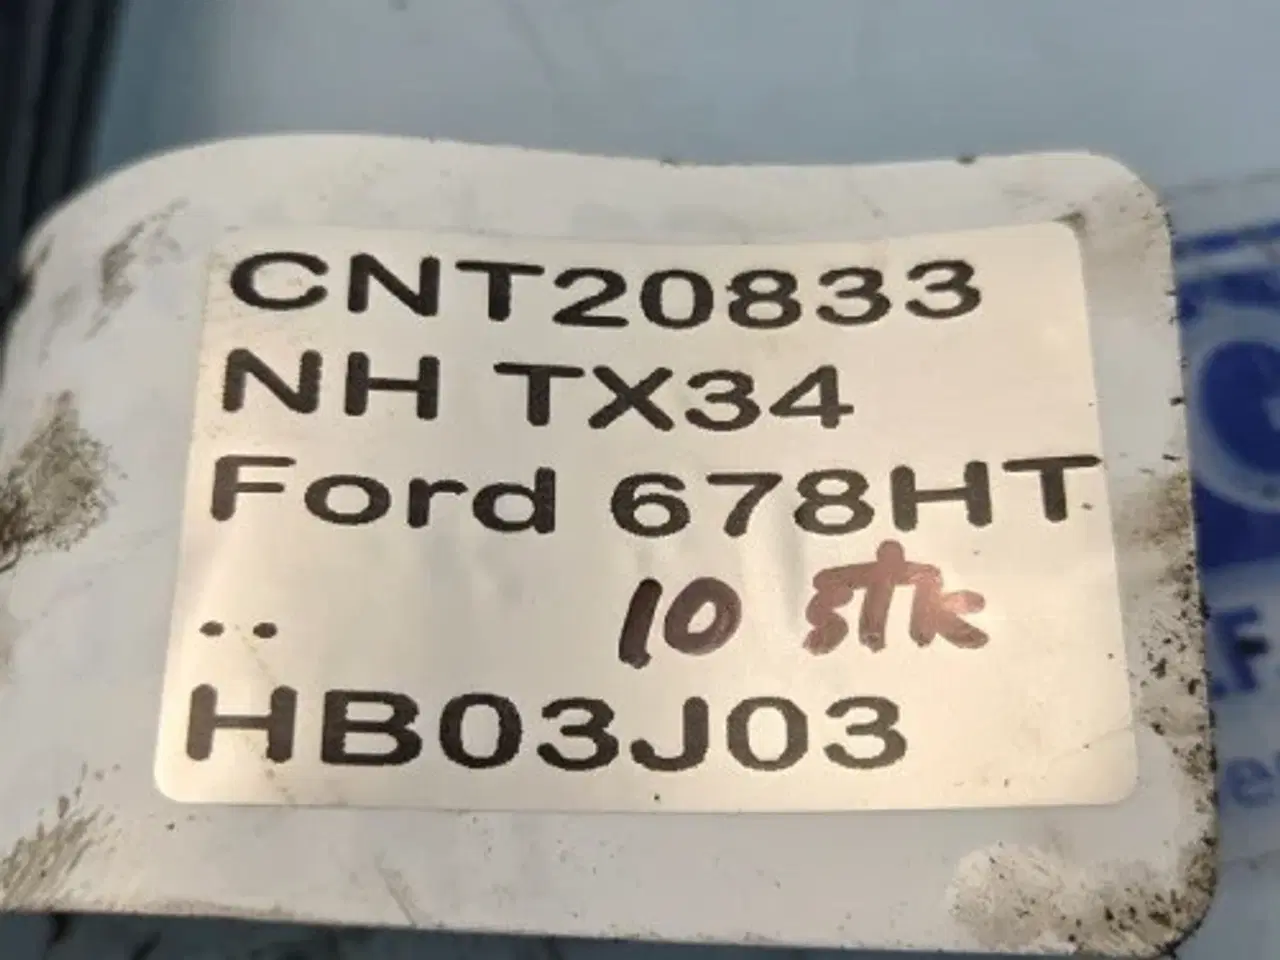 CNT20833
NH TX34
Ford 678HT
10 stk
..
HB03J03